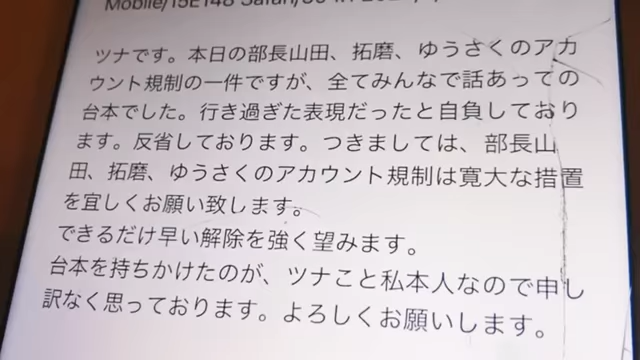 Mobile/15E148 Safari/
ツナです。本日の部長山田、拓磨、ゆうさくのアカ
ウント規制の一件ですが、全てみんなで話あっての
台本でした。行き過ぎた表現だったと自負しており
ます。反省しております。つきましては、部長山
田、拓磨、ゆうさくのアカウント規制は寛大な措置
を宜しくお願い致します。
できるだけ早い解除を強く望みます。
台本を持ちかけたのが、ツナこと私本人なので申し
訳なく思っております。よろしくお願いします。